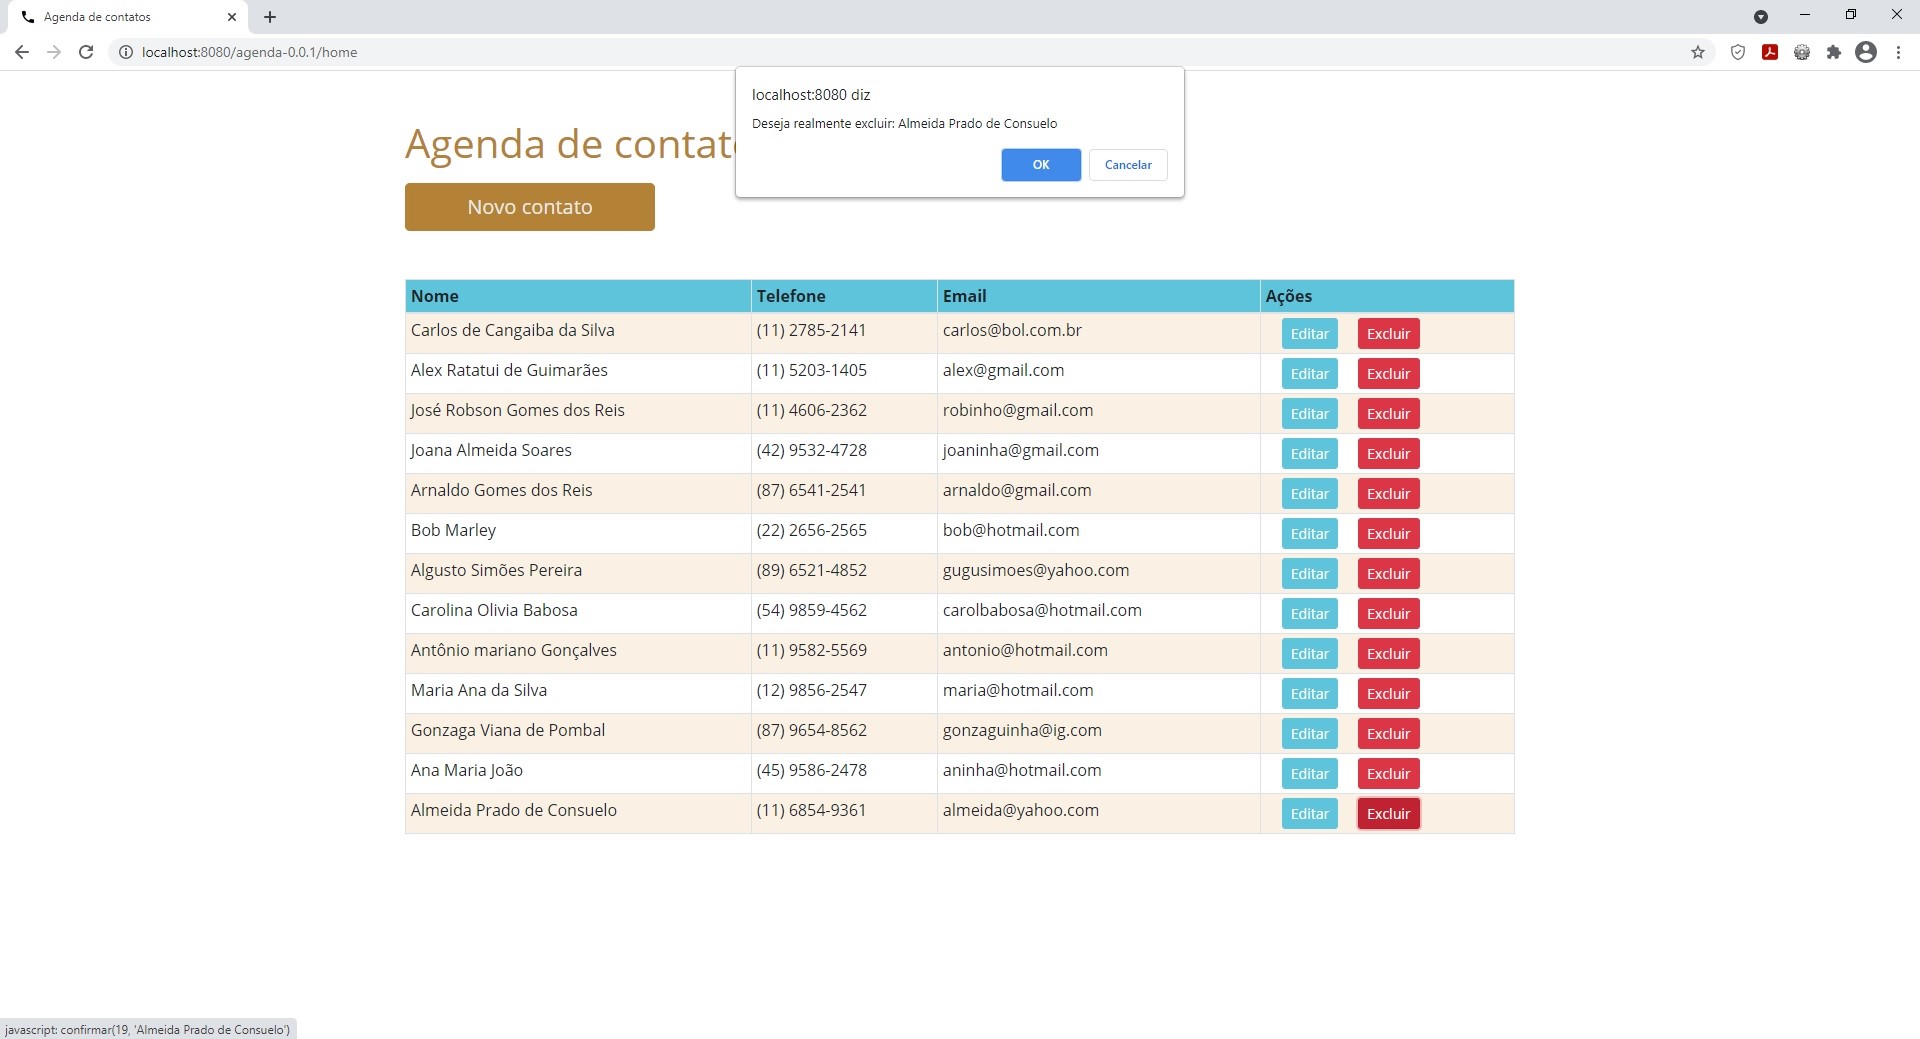 Agenda de contatos
localhost:8080/agenda-0.0.1/home
localhost:8080 diz
Deseja realmente excluir: Almeida Prado de Consuelo
OK Cancelar
Agenda de contato
Novo contato
Nome Telefone Email Ações
Carlos de Cangaiba da Silva (11) 2785-2141 carlos@bol.com.br Editar Excluir
Alex Ratatui de Guimarães (11) 5203-1405 alex@gmail.com Editar Excluir
José Robson Gomes dos Reis (11) 4606-2362 robinho@gmail.com Editar Excluir
Joana Almeida Soares (42) 9532-4728 joaninha@gmail.com Editar Excluir
Arnaldo Gomes dos Reis (87) 6541-2541 arnaldo@gmail.com Editar Excluir
Bob Marley (22) 2656-2565 bob@hotmail.com Editar Excluir
Algusto Simões Pereira (89) 6521-4852 gugusimoes@yahoo.com Editar Excluir
Carolina Olivia Babosa (54) 9859-4562 carolbabosa@hotmail.com Editar Excluir
Antônio mariano Gonçalves (11) 9582-5569 antonio@hotmail.com Editar Excluir
Maria Ana da Silva (12) 9856-2547 maria@hotmail.com Editar Excluir
Gonzaga Viana de Pombal (87) 9654-8562 gonzaguinha@ig.com Editar Excluir
Ana Maria João (45) 9586-2478 aninha@hotmail.com Editar Excluir
Almeida Prado de Consuelo (11) 6854-9361 almeida@yahoo.com Editar Excluir
javascript: confirmar(19, 'Almeida Prado de Consuelo')